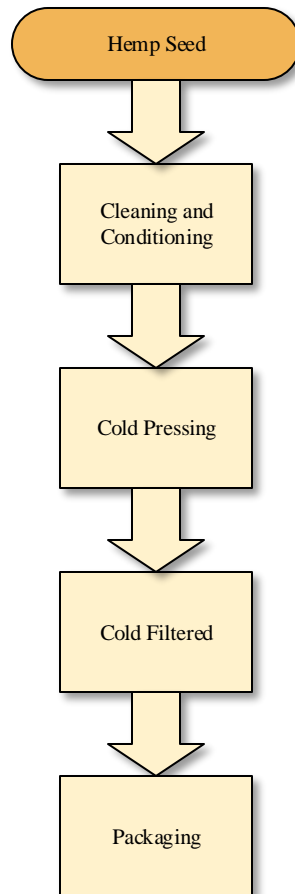 Hemp Seed
Cleaning and
Conditioning
Cold Pressing
Cold Filtered
Packaging